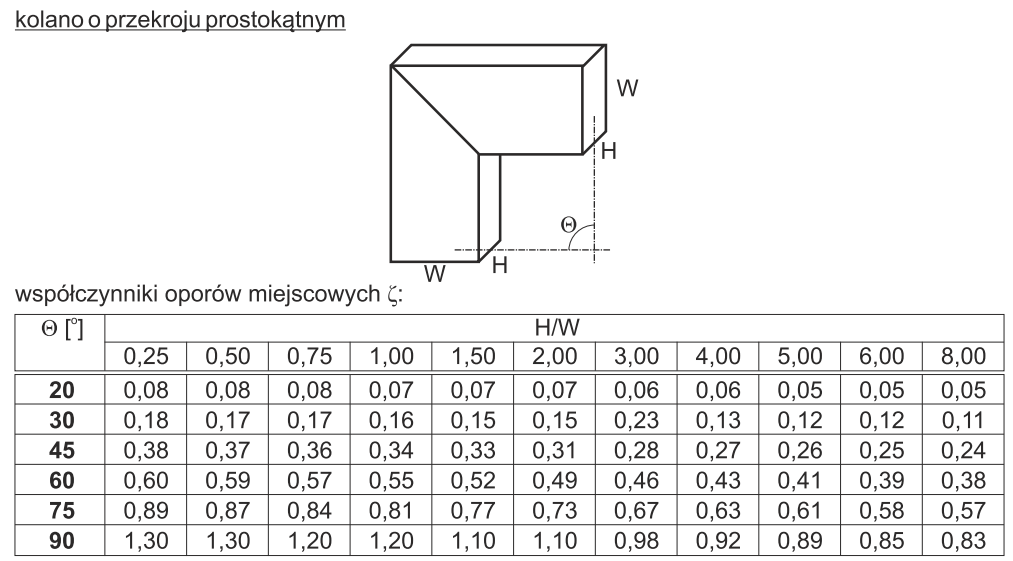 kolano o przekroju prostokątnym
W
H
Θ
W
H
współczynniki oporów miejscowych ζ:
Θ [°] H/W
0,25 0,50 0,75 1,00 1,50 2,00 3,00 4,00 5,00 6,00 8,00
20 0,08 0,08 0,08 0,07 0,07 0,07 0,06 0,06 0,05 0,05 0,05
30 0,18 0,17 0,17 0,16 0,15 0,15 0,23 0,13 0,12 0,12 0,11
45 0,38 0,37 0,36 0,34 0,33 0,31 0,28 0,27 0,26 0,25 0,24
60 0,60 0,59 0,57 0,55 0,52 0,49 0,46 0,43 0,41 0,39 0,38
75 0,89 0,87 0,84 0,81 0,77 0,73 0,67 0,63 0,61 0,58 0,57
90 1,30 1,30 1,20 1,20 1,10 1,10 0,98 0,92 0,89 0,85 0,83